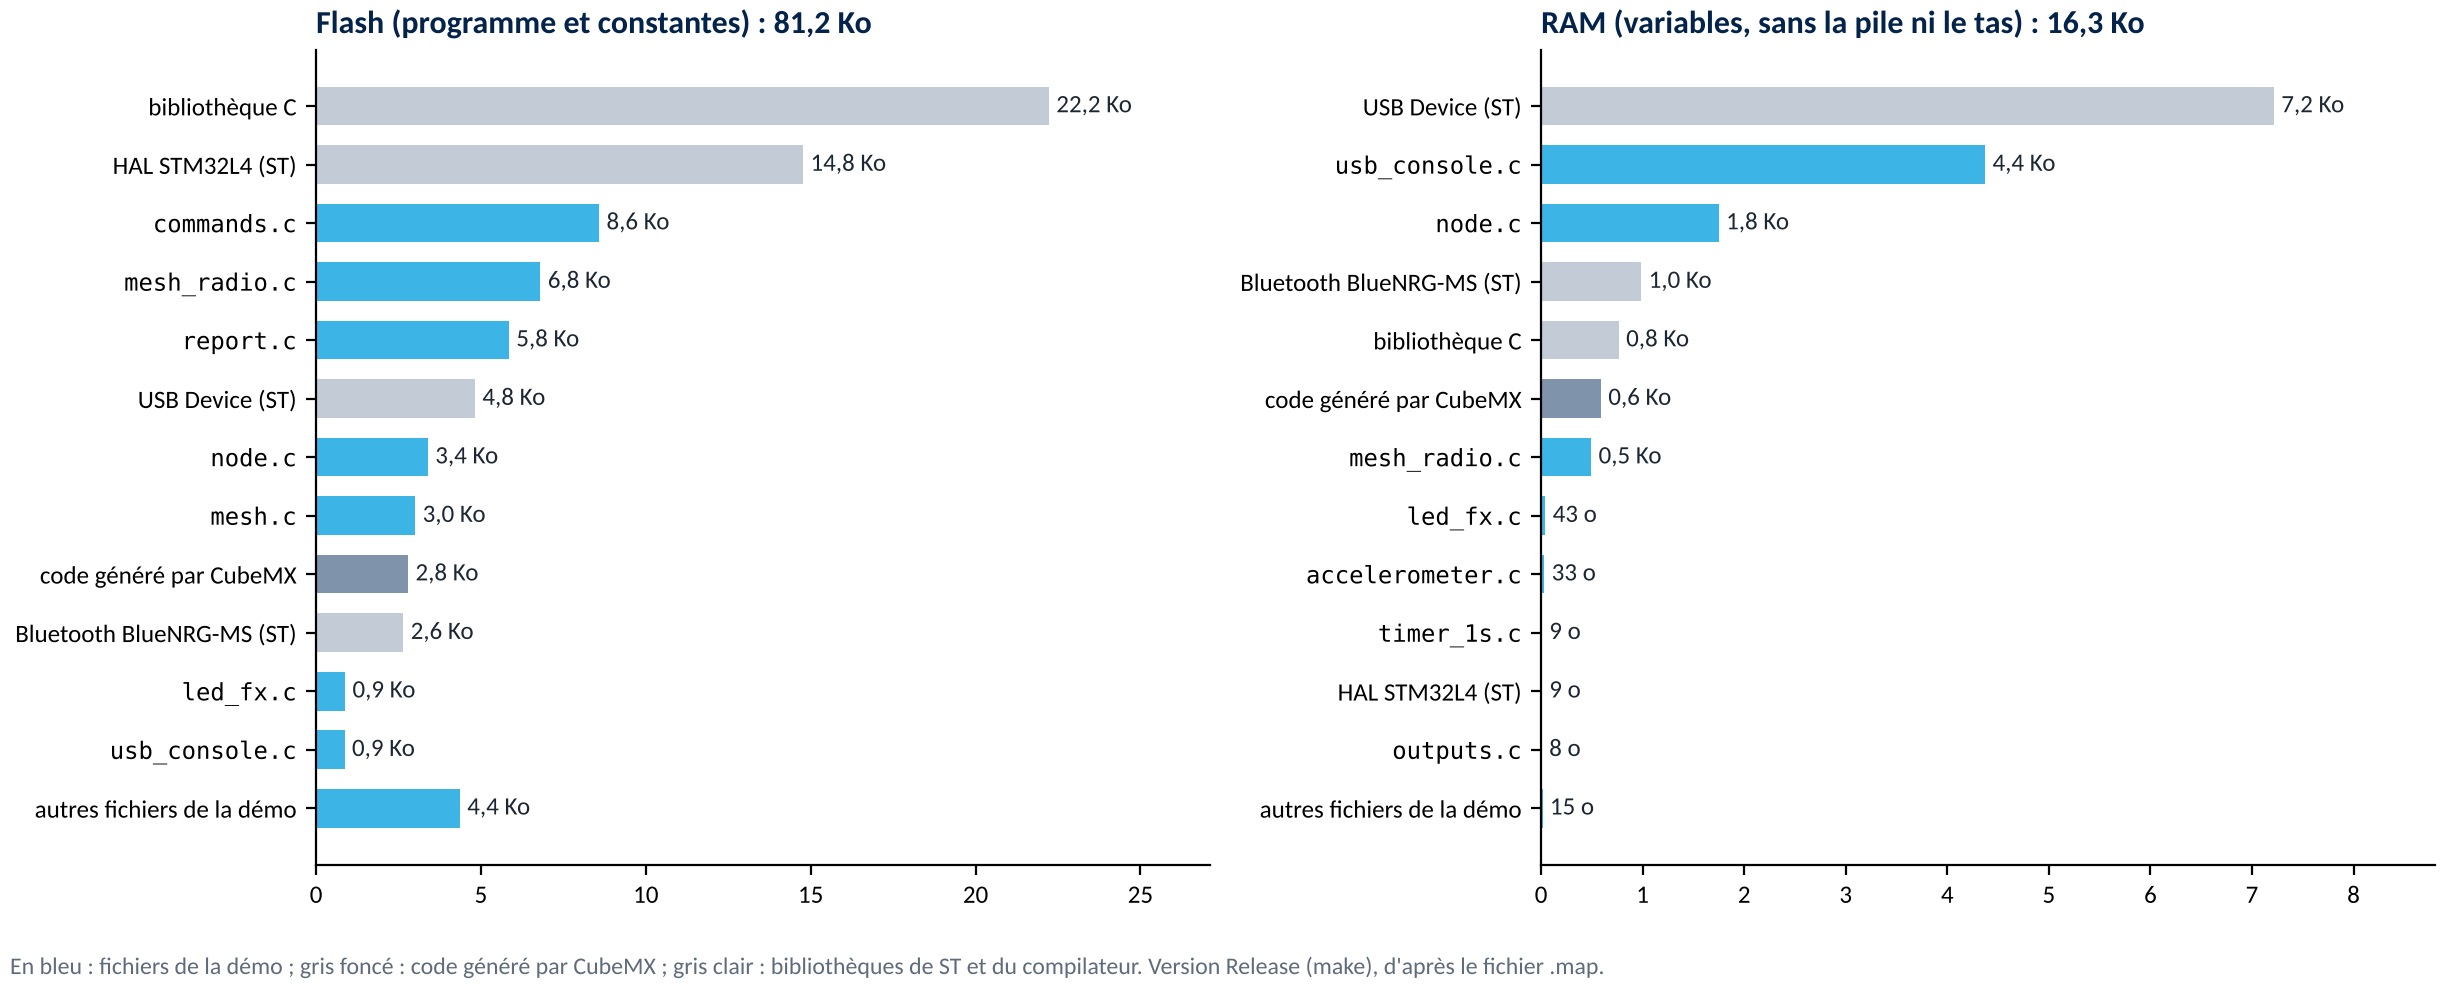 Flash (programme et constantes) : 81,2 Ko
bibliothèque C 22,2 Ko
HAL STM32L4 (ST) 14,8 Ko
commands.c 8,6 Ko
mesh_radio.c 6,8 Ko
report.c 5,8 Ko
USB Device (ST) 4,8 Ko
node.c 3,4 Ko
mesh.c 3,0 Ko
code généré par CubeMX 2,8 Ko
Bluetooth BlueNRG-MS (ST) 2,6 Ko
led_fx.c 0,9 Ko
usb_console.c 0,9 Ko
autres fichiers de la démo 4,4 Ko
0 5 10 15 20 25
RAM (variables, sans la pile ni le tas) : 16,3 Ko
USB Device (ST) 7,2 Ko
usb_console.c 4,4 Ko
node.c 1,8 Ko
Bluetooth BlueNRG-MS (ST) 1,0 Ko
bibliothèque C 0,8 Ko
code généré par CubeMX 0,6 Ko
mesh_radio.c 0,5 Ko
led_fx.c 43 o
accelerometer.c 33 o
timer_1s.c 9 o
HAL STM32L4 (ST) 9 o
outputs.c 8 o
autres fichiers de la démo 15 o
0 1 2 3 4 5 6 7 8
En bleu : fichiers de la démo ; gris foncé : code généré par CubeMX ; gris clair : bibliothèques de ST et du compilateur. Version Release (make), d'après le fichier .map.